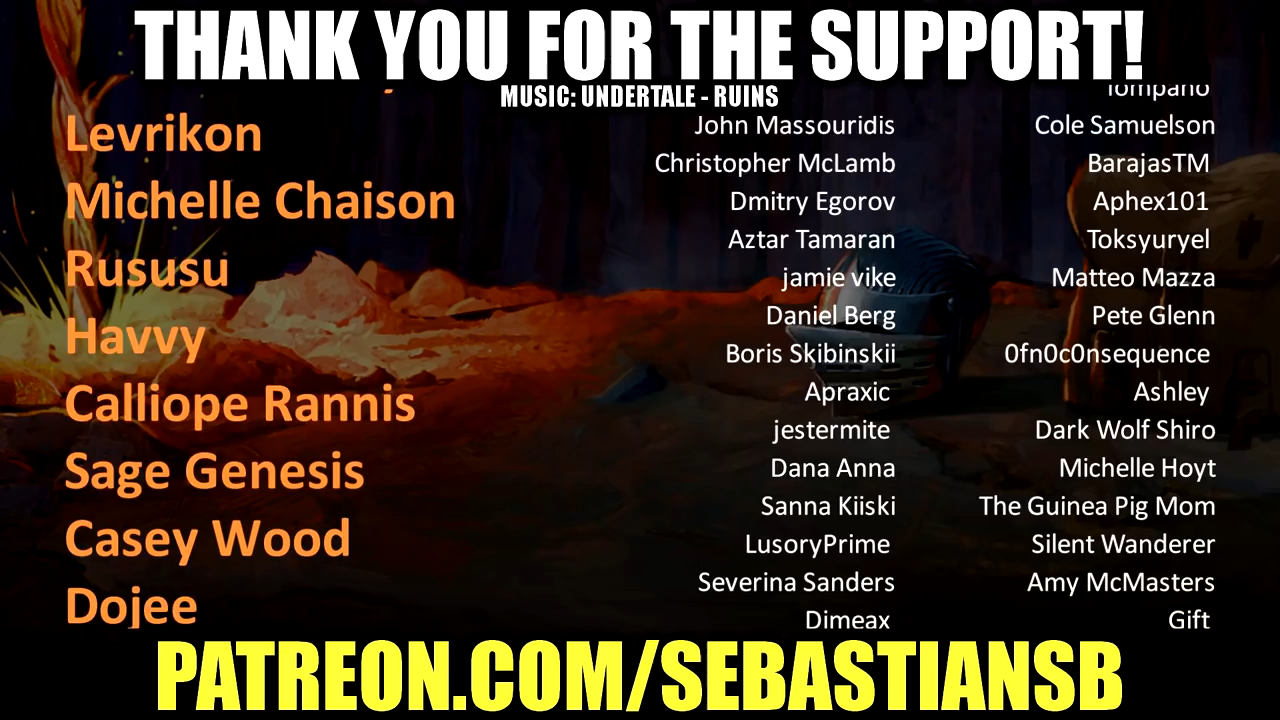 THANK YOU FOR THE SUPPORT!
MUSIC: UNDERTALE - RUINS
Levrikon
Michelle Chaison
Rususu
Havvy
Calliope Rannis
Sage Genesis
Casey Wood
Dojee
John Massouridis
Christopher McLamb
Dmitry Egorov
Aztar Tamaran
jamie vike
Daniel Berg
Boris Skibinskii
Apraxic
jestermite
Dana Anna
Sanna Kiiski
LusoryPrime
Severina Sanders
Dimeax
Cole Samuelson
BarajasTM
Aphex101
Toksyuryel
Matteo Mazza
Pete Glenn
0fn0c0nsequence
Ashley
Dark Wolf Shiro
Michelle Hoyt
The Guinea Pig Mom
Silent Wanderer
Amy McMasters
Gift
PATREON.COM/SEBASTIANSB